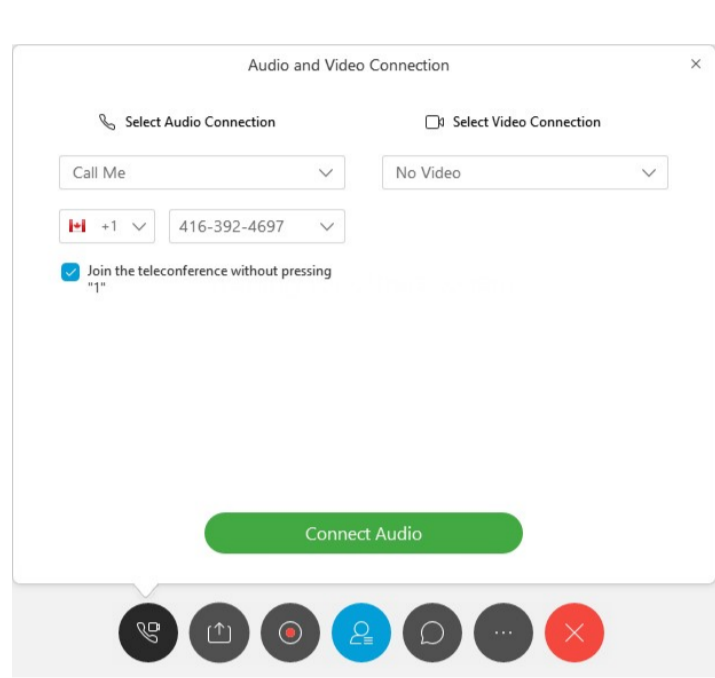 Audio and Video Connection
Select Audio Connection
Select Video Connection
Call Me
No Video
+1
416-392-4697
Join the teleconference without pressing
"1"
Connect Audio